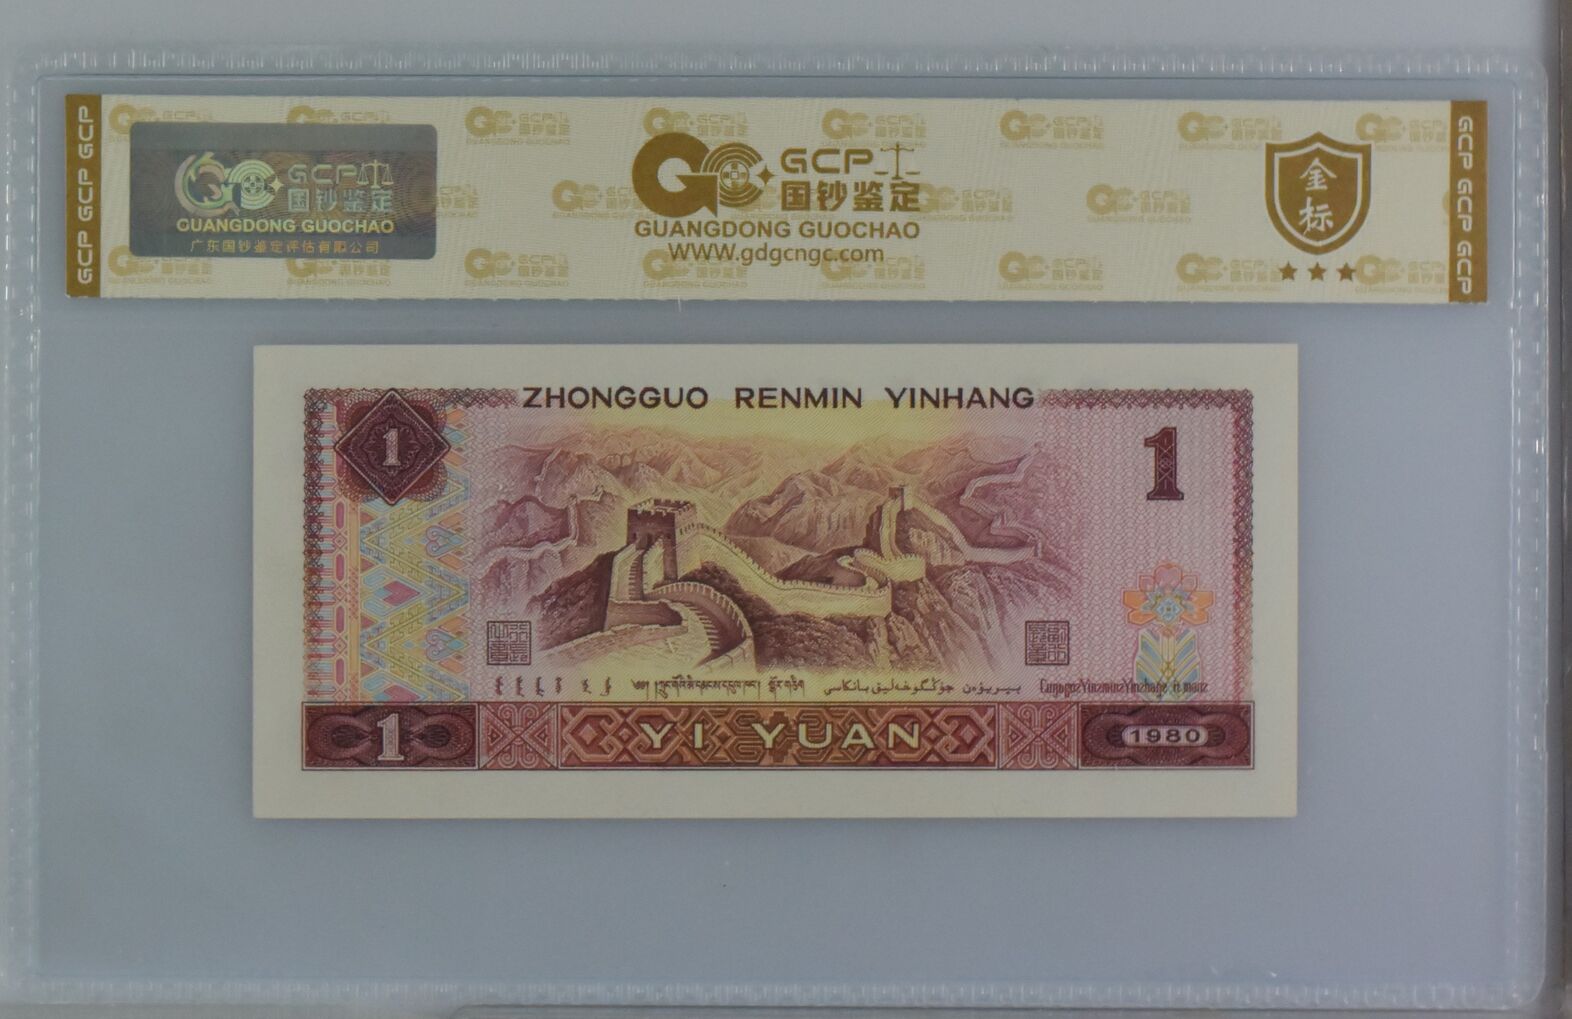 GCP GCP GCP
GCP
国钞鉴定
GUANGDONG GUOCHAO
广东国钞鉴定评估有限公司
GCP
国钞鉴定
GUANGDONG GUOCHAO
WWW.gdgcngc.com
金标
GCP GCP GCP
ZHONGGUO RENMIN YINHANG
1
1
1
YI YUAN
1980